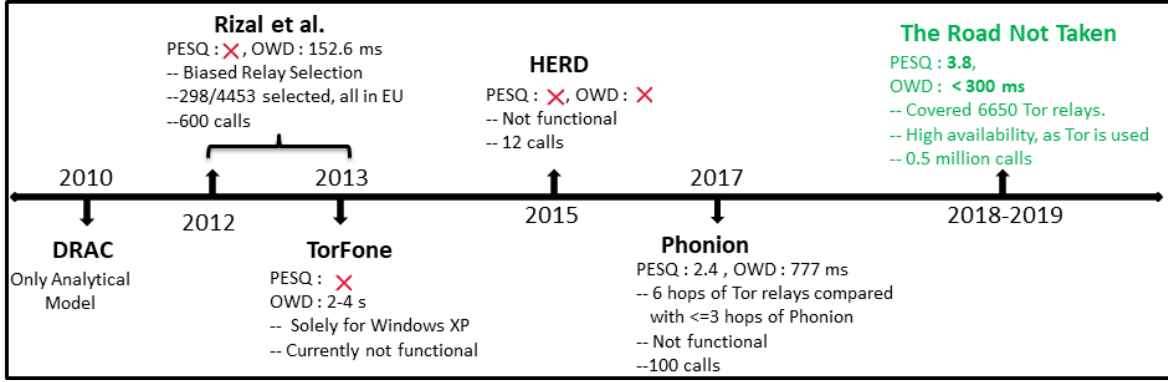 Rizal et al.
PESQ : ❌, OWD : 152.6 ms
-- Biased Relay Selection
--298/4453 selected, all in EU
--600 calls
HERD
PESQ : ❌, OWD : ❌
-- Not functional
-- 12 calls
The Road Not Taken
PESQ : 3.8,
OWD : < 300 ms
-- Covered 6650 Tor relays.
-- High availability, as Tor is used
-- 0.5 million calls
2010
2012
2013
2015
2017
2018-2019
DRAC
Only Analytical
Model
TorFone
PESQ : ❌
OWD : 2-4 s
-- Solely for Windows XP
-- Currently not functional
Phonion
PESQ : 2.4 , OWD : 777 ms
-- 6 hops of Tor relays compared
with <=3 hops of Phonion
-- Not functional
--100 calls